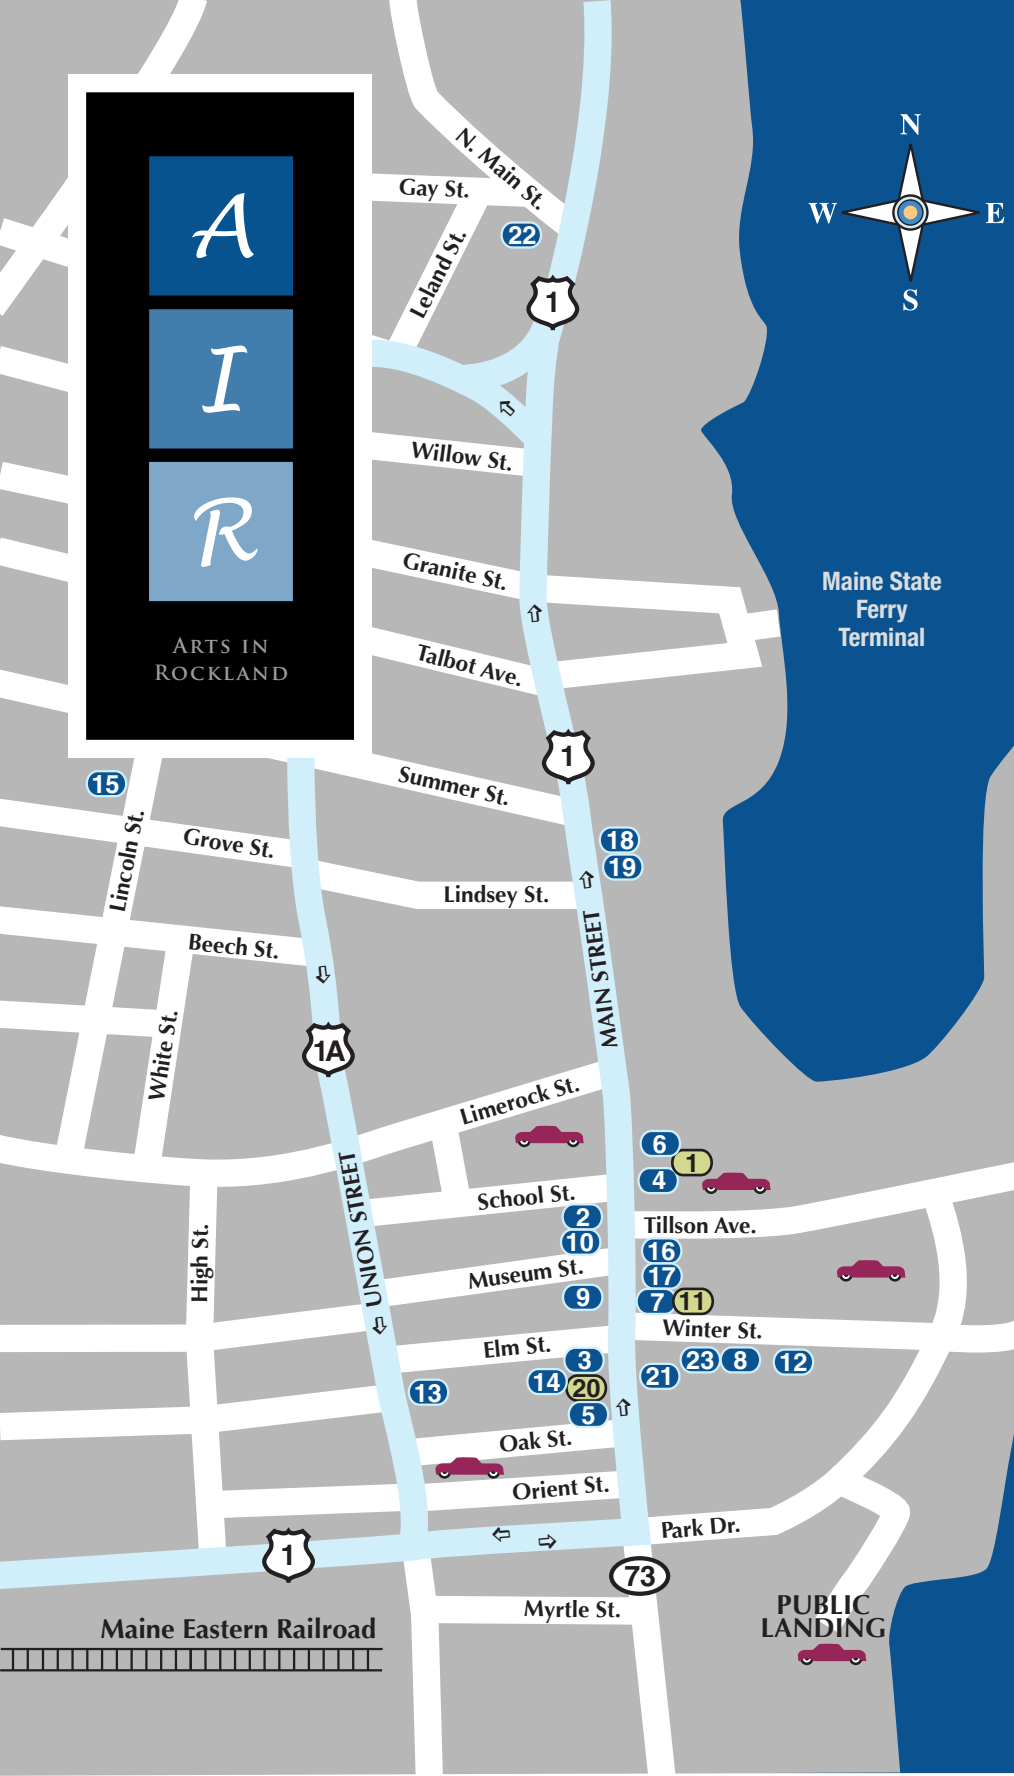 N
W
E
S
N. Main St.
Gay St.
22
Leland St.
1
A
I
R
ARTS IN
ROCKLAND
Willow St.
Granite St.
Maine State
Ferry
Terminal
Talbot Ave.
1
Summer St.
15
18
19
Lincoln St.
Grove St.
Lindsey St.
MAIN STREET
Beech St.
White St.
1A
Limerock St.
6
1
4
School St.
2
10
Tillson Ave.
16
17
7
11
UNION STREET
High St.
Museum St.
9
Winter St.
Elm St.
3
14
20
5
13
21
23
8
12
Oak St.
Orient St.
Park Dr.
1
73
Myrtle St.
PUBLIC
LANDING
Maine Eastern Railroad